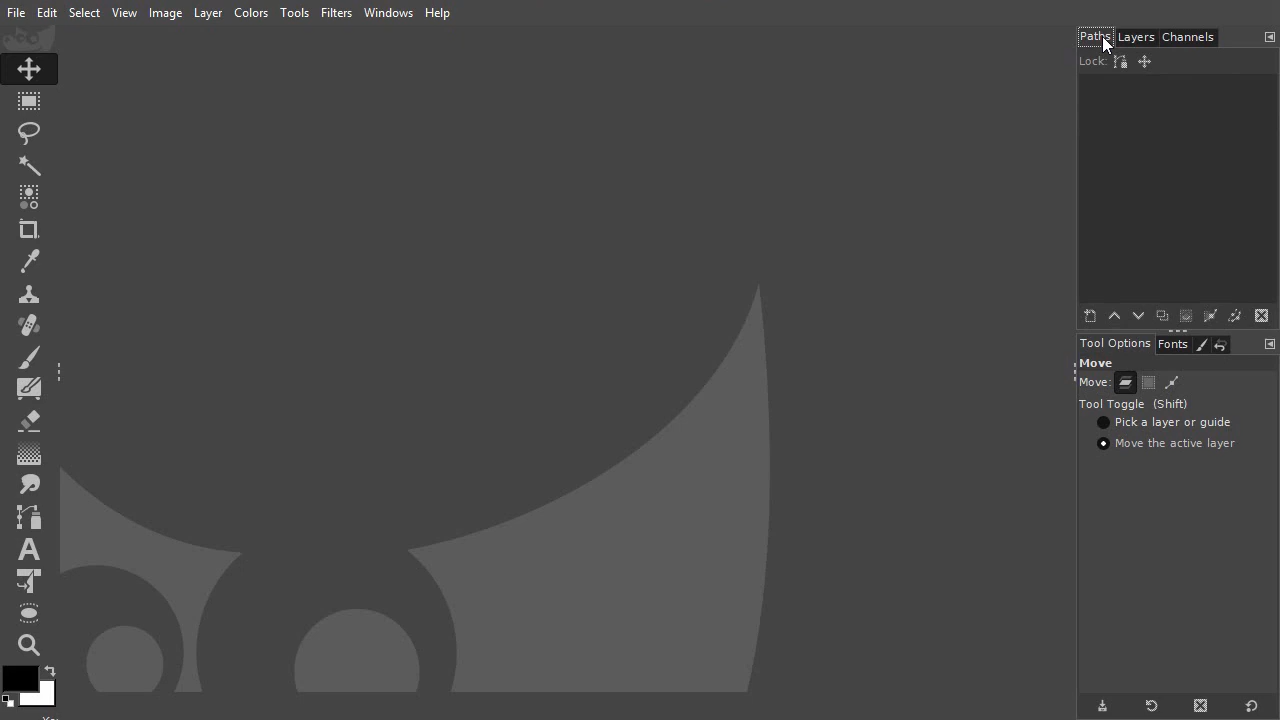 File Edit Select View Image Layer Colors Tools Filters Windows Help
Paths Layers Channels
Lock:
Tool Options Fonts
Move
Move:
Tool Toggle (Shift)
Pick a layer or guide
Move the active layer